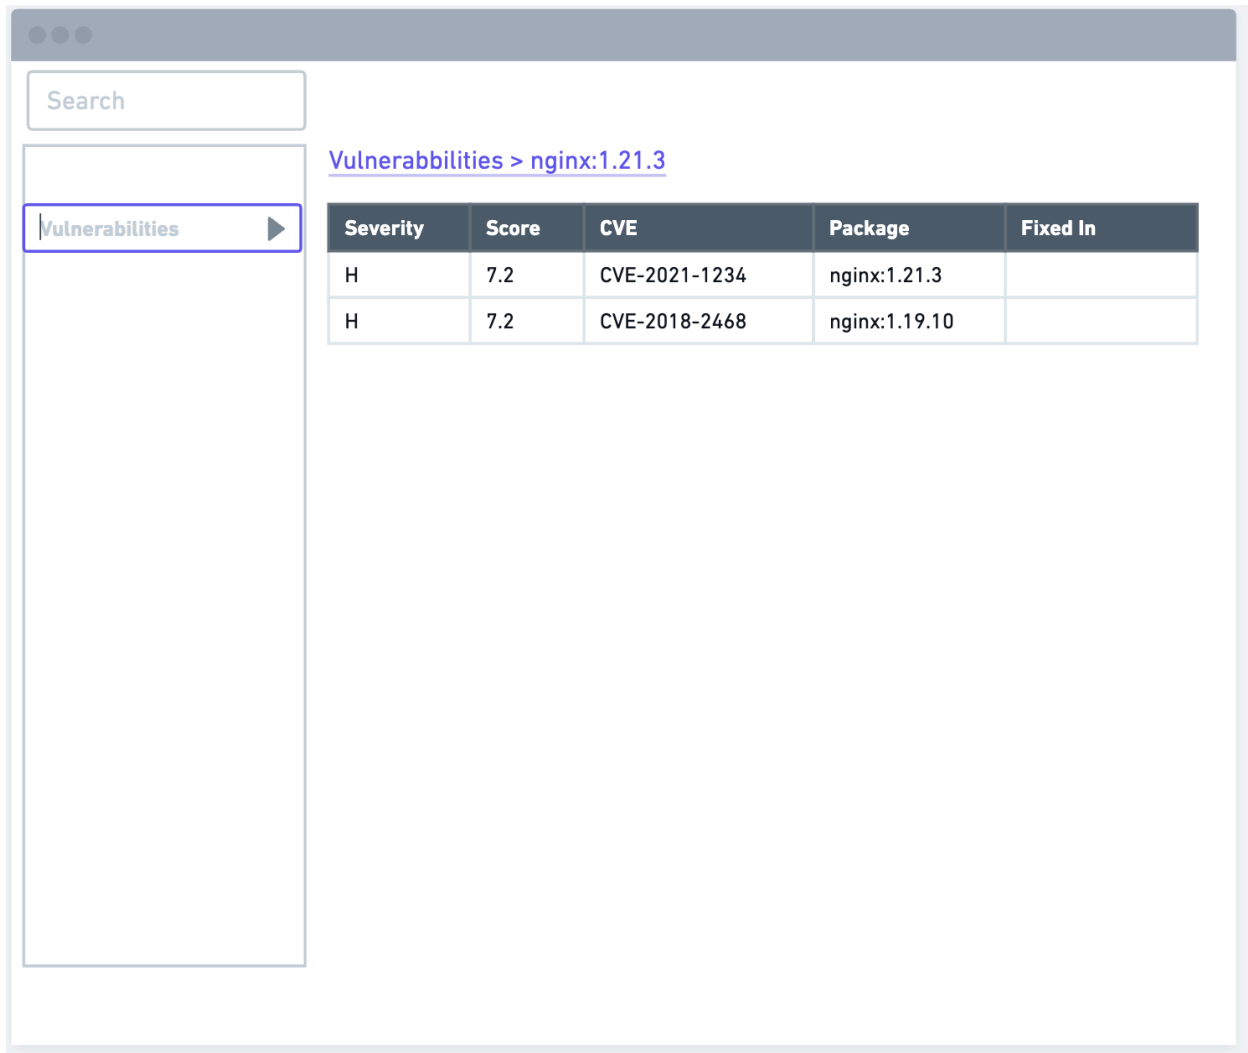 Search
Vulnerabbilities > nginx:1.21.3
Vulnerabilities
Severity Score CVE Package Fixed In
H 7.2 CVE-2021-1234 nginx:1.21.3
H 7.2 CVE-2018-2468 nginx:1.19.10